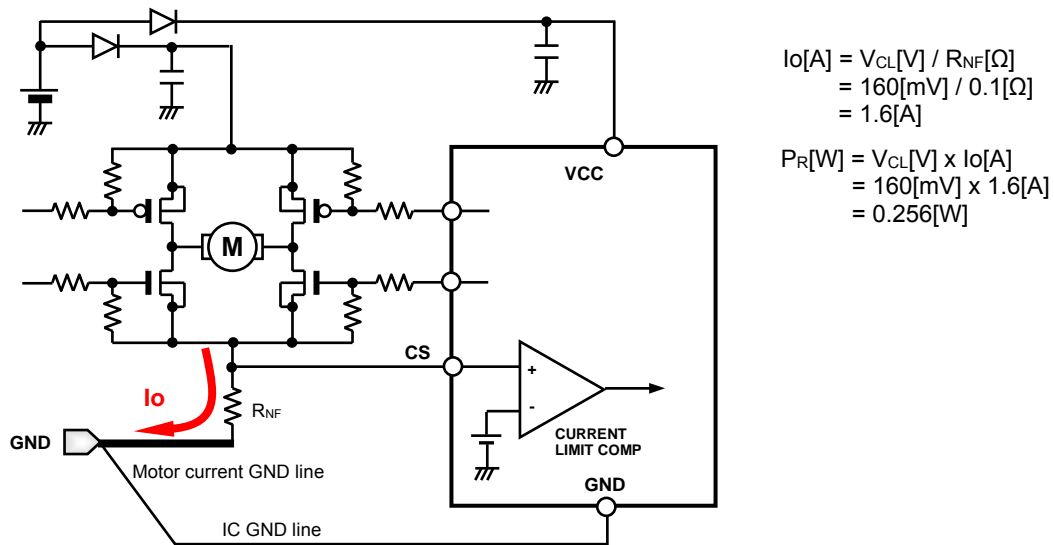 Io[A] = VCL[V] / RNF[Ω]
= 160[mV] / 0.1[Ω]
= 1.6[A]
PR[W] = VCL[V] x Io[A]
= 160[mV] x 1.6[A]
= 0.256[W]
VCC
M
CS
+
-
Io
RNF
CURRENT
LIMIT COMP
GND
Motor current GND line
GND
IC GND line